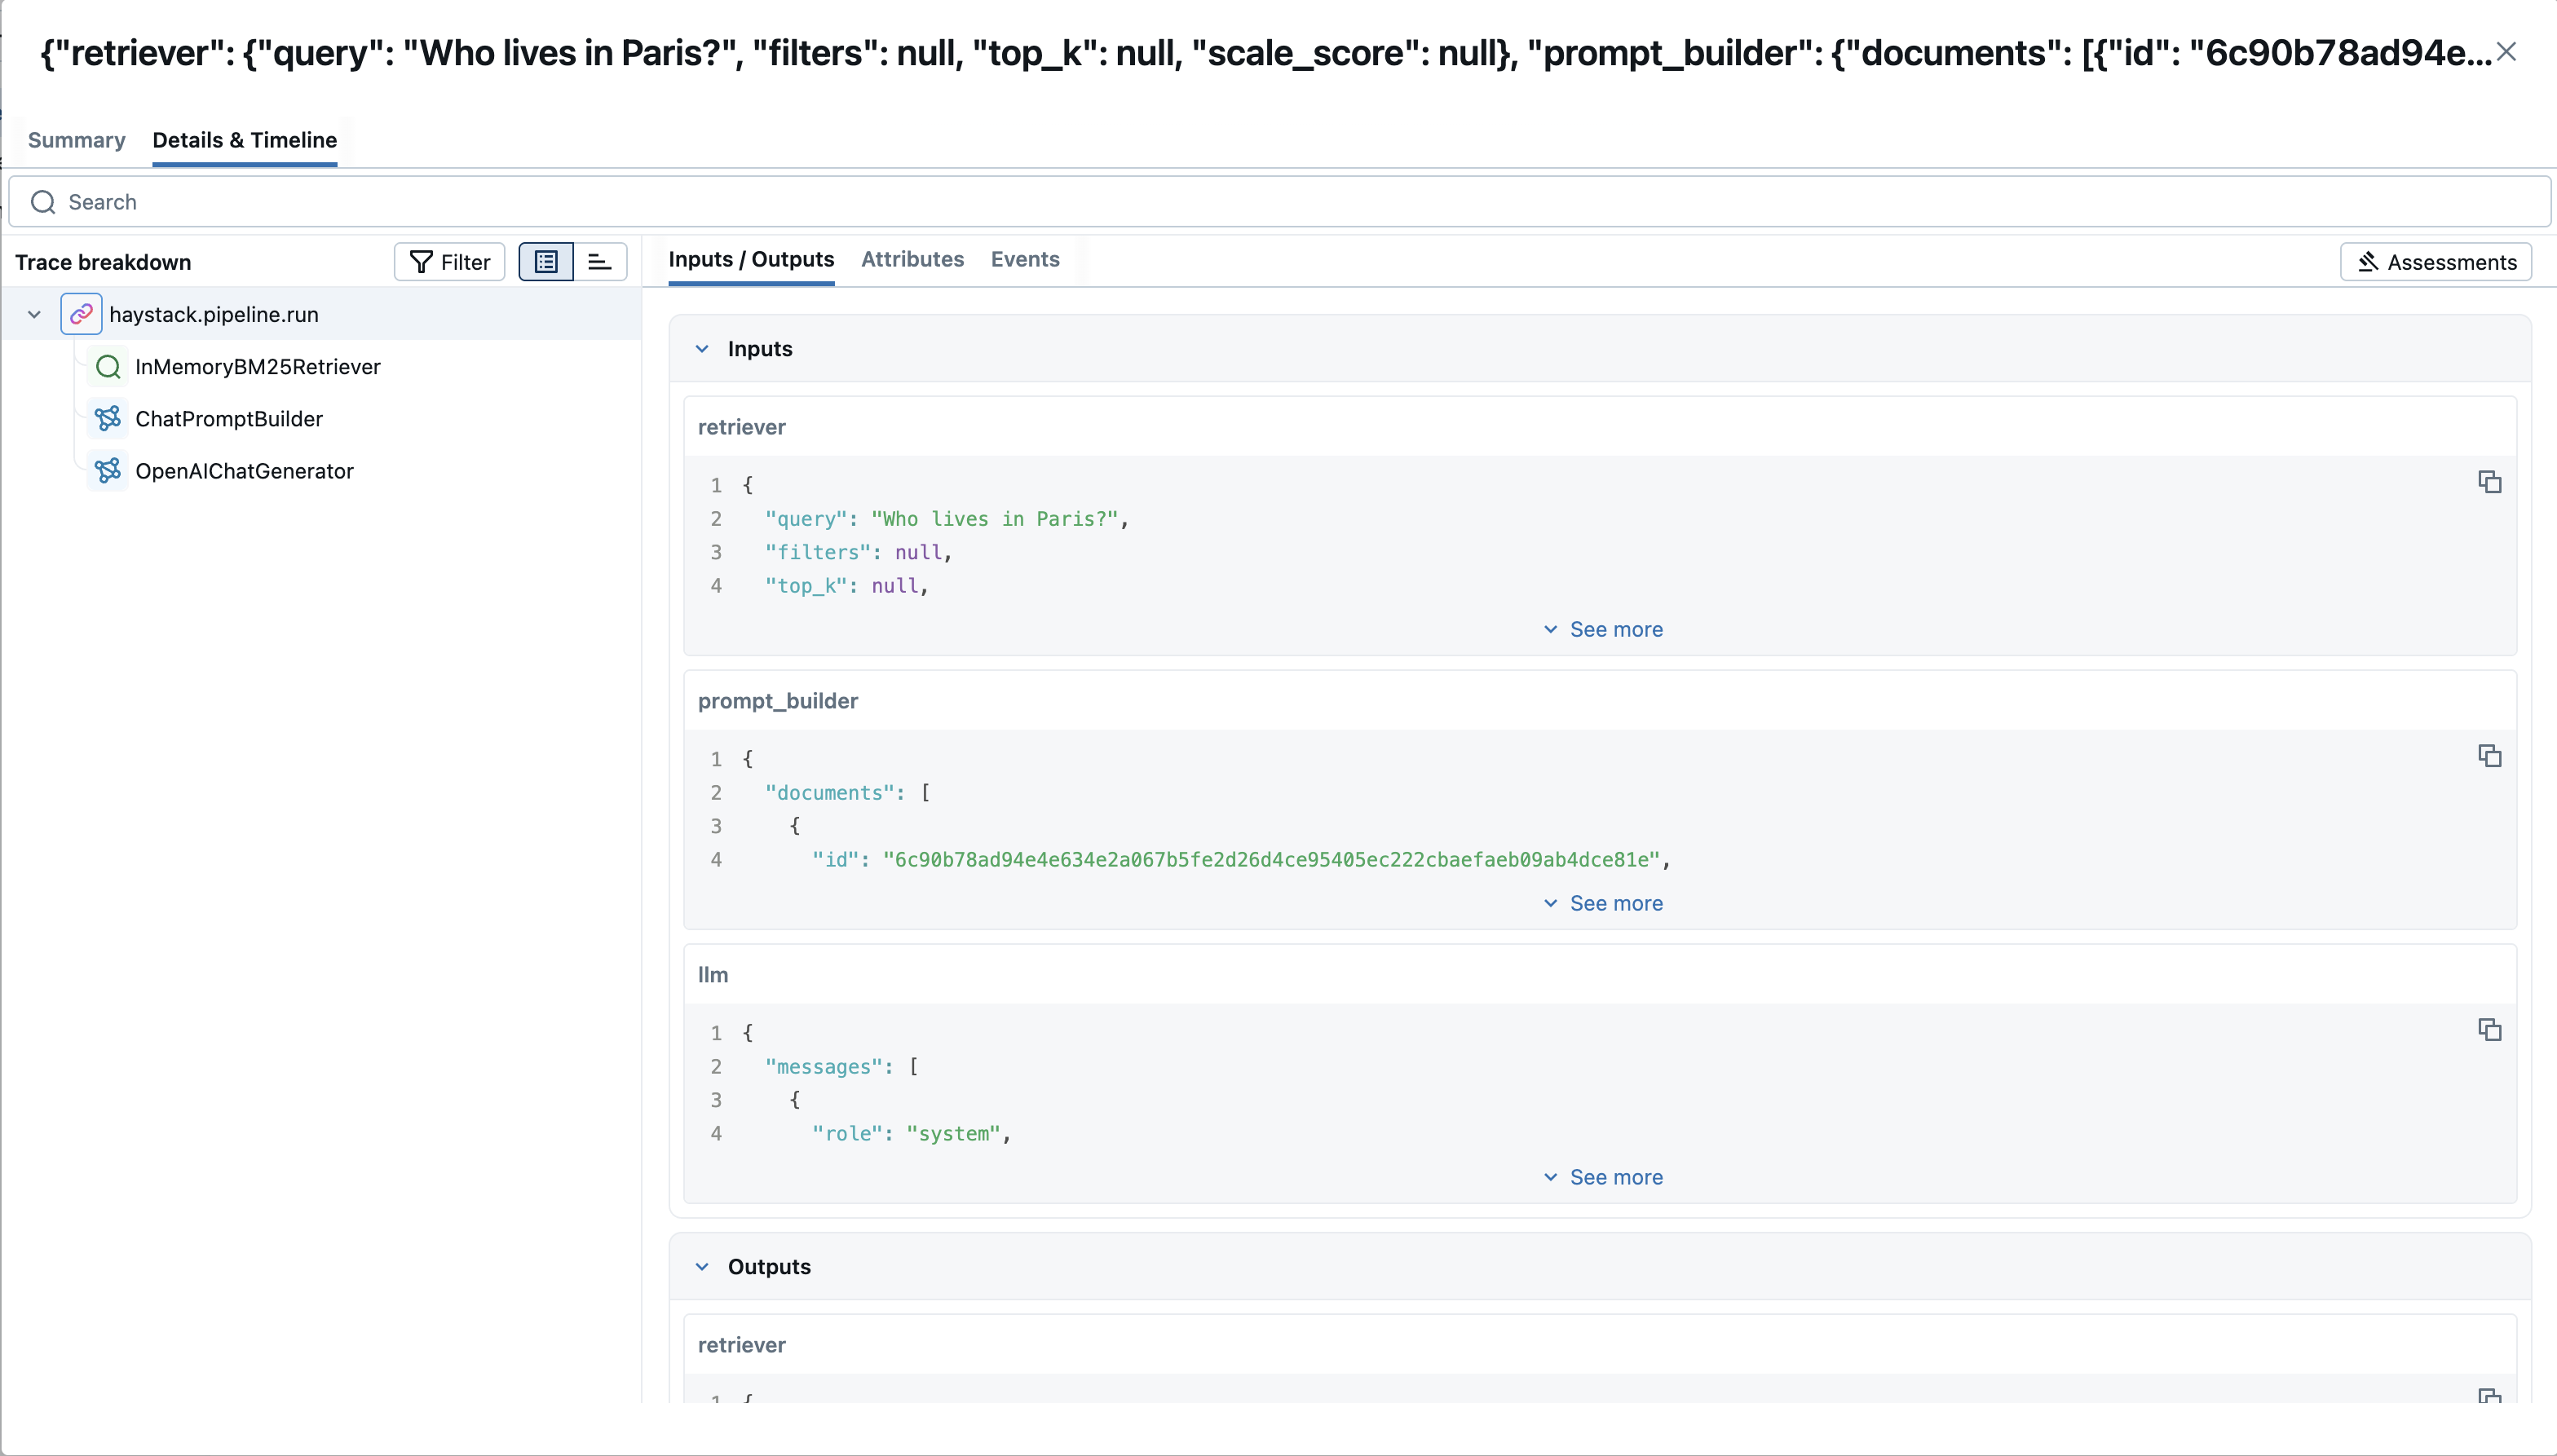 {"retriever": {"query": "Who lives in Paris?", "filters": null, "top_k": null, "scale_score": null}, "prompt_builder": {"documents": [{"id": "6c90b78ad94e...
Summary
Details & Timeline
Search
Trace breakdown
Filter
haystack.pipeline.run
InMemoryBM25Retriever
ChatPromptBuilder
OpenAIChatGenerator
Inputs / Outputs
Attributes
Events
Assessments
Inputs
retriever
1 {
2 "query": "Who lives in Paris?",
3 "filters": null,
4 "top_k": null,
See more
prompt_builder
1 {
2 "documents": [
3 {
4 "id": "6c90b78ad94e4e634e2a067b5fe2d26d4ce95405ec222cbaefaeb09ab4dce81e",
See more
llm
1 {
2 "messages": [
3 {
4 "role": "system",
See more
Outputs
retriever
1 {